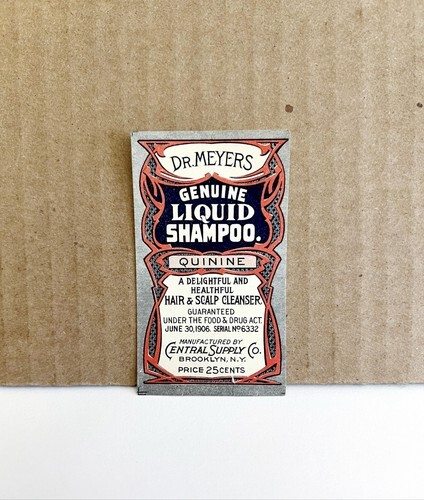 DR. MEYERS
GENUINE
LIQUID
SHAMPOO.
QUININE
A DELIGHTFUL AND
HEALTHFUL
HAIR & SCALP CLEANSER.
GUARANTEED
UNDER THE FOOD & DRUG ACT.
JUNE 30, 1906. SERIAL No 6332
MANUFACTURED BY
CENTRAL SUPPLY CO.
BROOKLYN, N.Y.
PRICE 25 CENTS